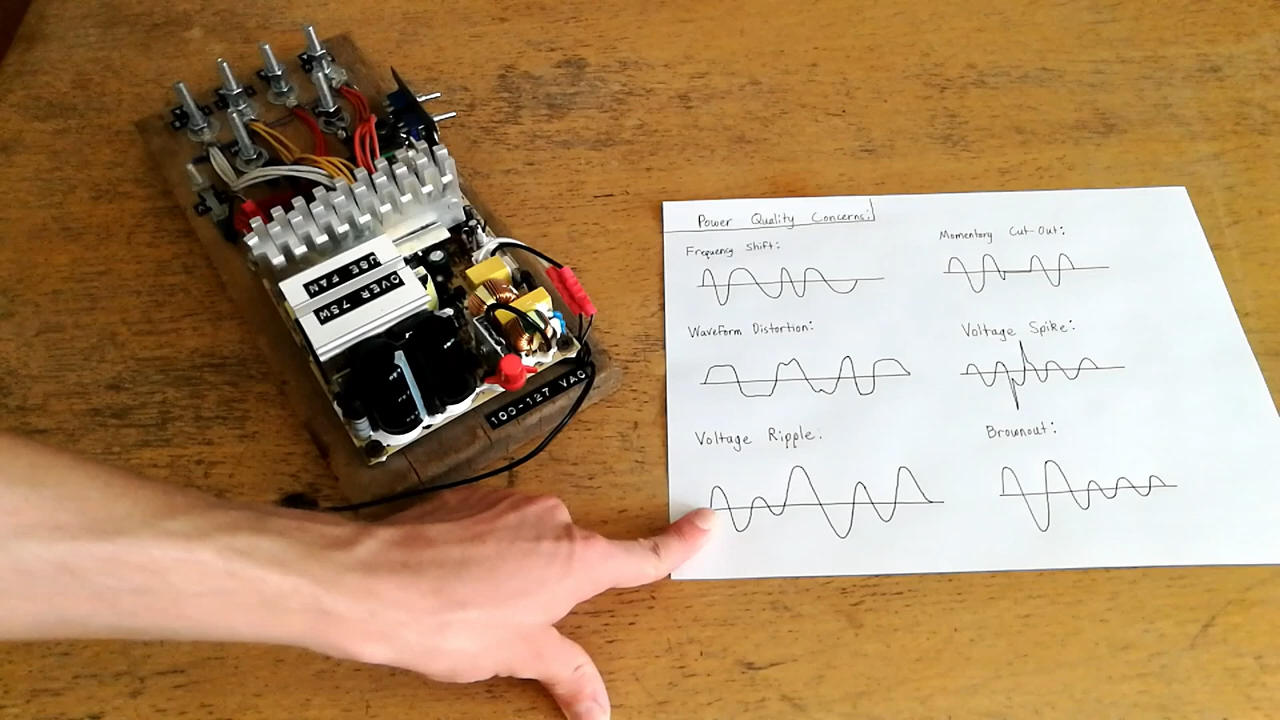 USE FAN
OVER 75W
100-127 VAC
Power Quality Concerns:
Frequency Shift:
Momentary Cut Out:
Waveform Distortion:
Voltage Spike:
Voltage Ripple:
Brownout: